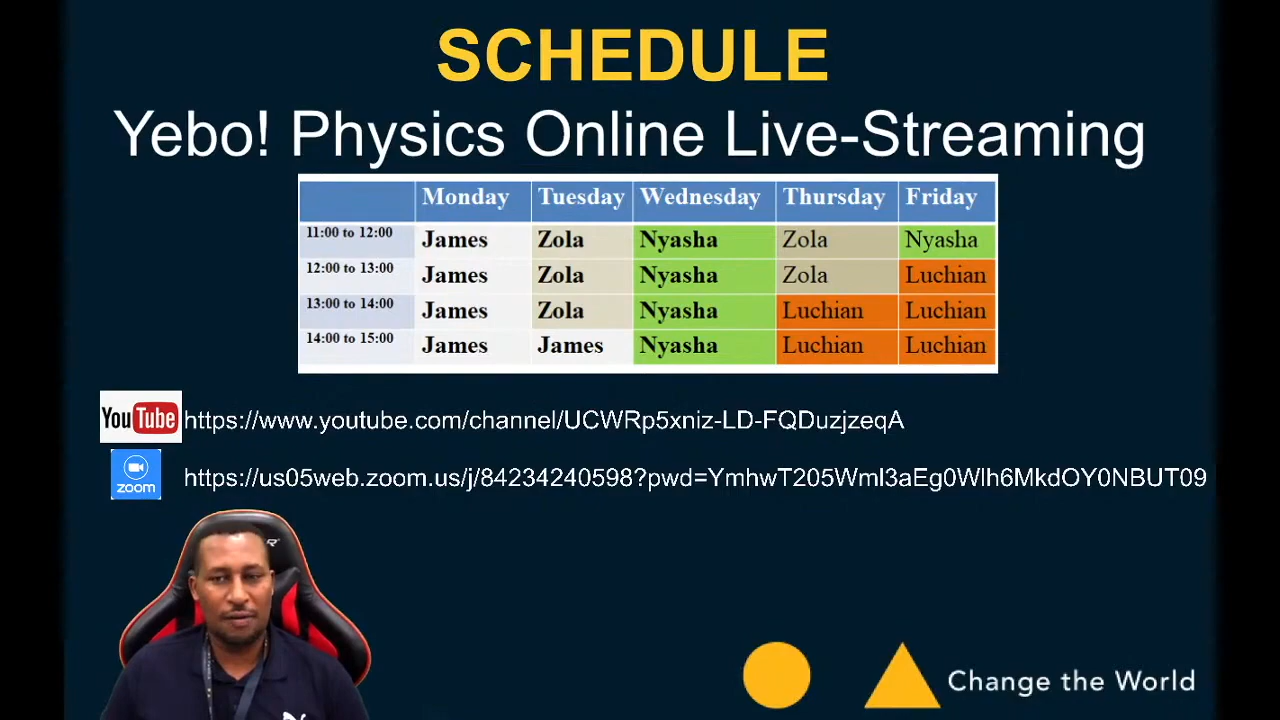 SCHEDULE
Yebo! Physics Online Live-Streaming
Monday Tuesday Wednesday Thursday Friday
11:00 to 12:00 James Zola Nyasha Zola Nyasha
12:00 to 13:00 James Zola Nyasha Zola Luchian
13:00 to 14:00 James Zola Nyasha Luchian Luchian
14:00 to 15:00 James James Nyasha Luchian Luchian
YouTube https://www.youtube.com/channel/UCWRp5xniz-LD-FQDuzjzeqA
zoom https://us05web.zoom.us/j/84234240598?pwd=YmhwT205Wml3aEg0Wlh6MkdOY0NBUT09
Change the World